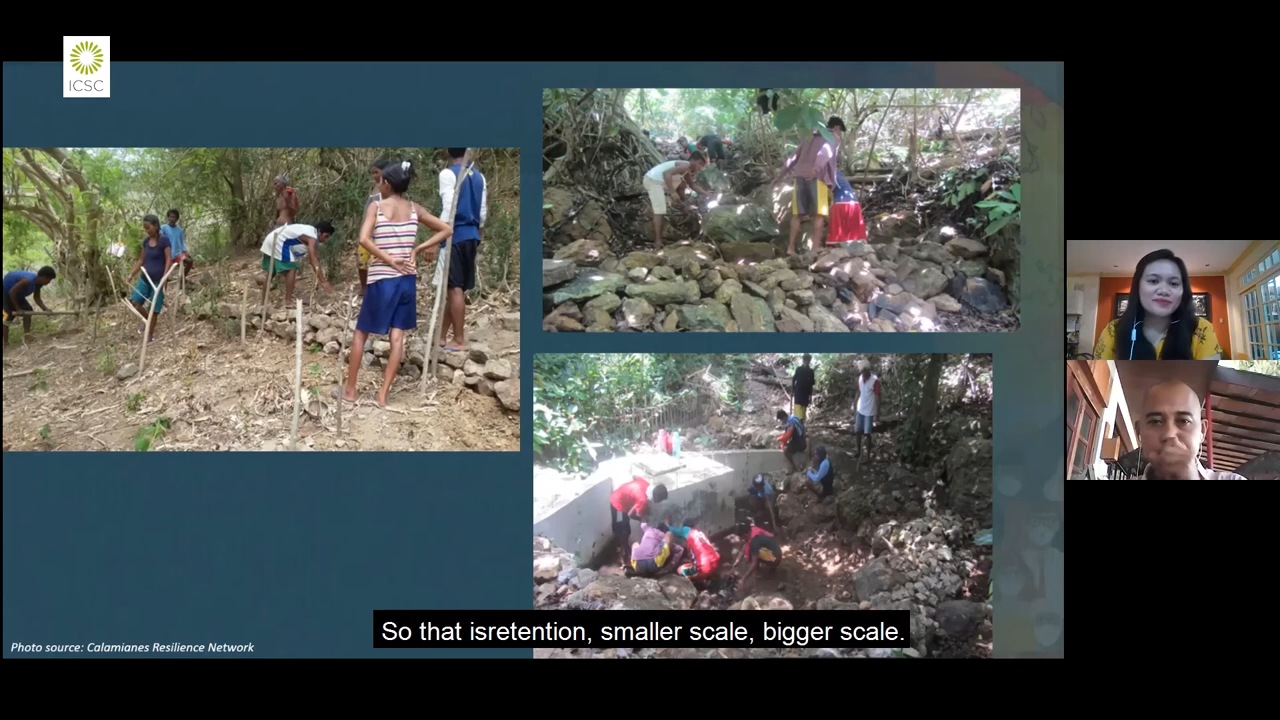 ICSC
Photo source: Calamianes Resilience Network
So that isretention, smaller scale, bigger scale.